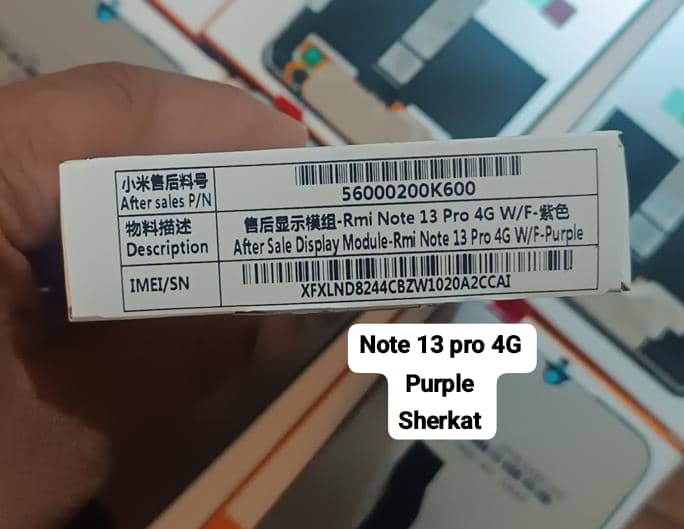 小米售后料号
After sales P/N
56000200K600
物料描述
Description
售后显示模组-Rmi Note 13 Pro 4G W/F-紫色
After Sale Display Module-Rmi Note 13 Pro 4G W/F-Purple
IMEI/SN
XFXLND8244CBZW1020A2CCAI
Note 13 pro 4G
Purple
Sherkat